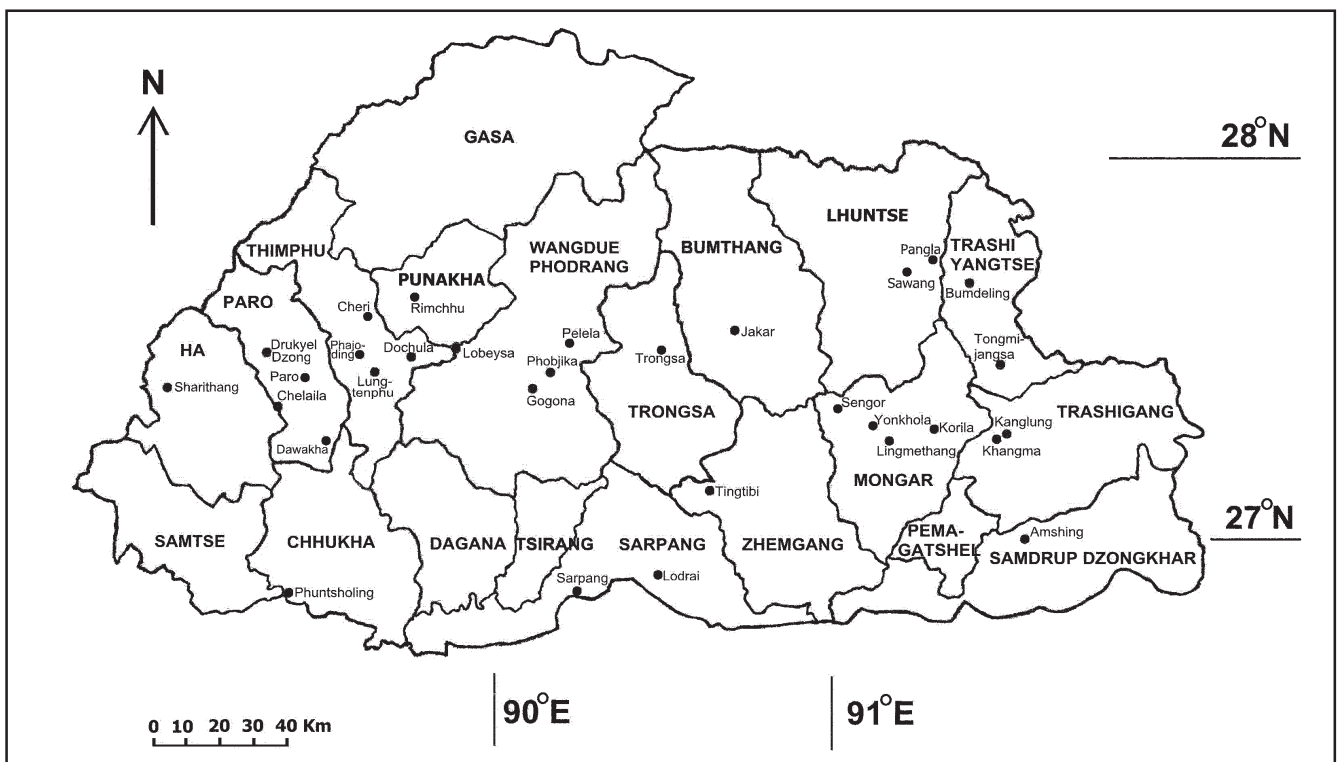 N
28°N
GASA
LHUNTSE
THIMPHU
WANGDUE
PHODRANG
BUMTHANG
Pangla
TRASHI
YANGTSE
PUNAKHA
Sawang
Bumdeling
PARO
Cheri
Rimchhu
HA
Drukyel
Dzong
Phajo-
ding
Dochula
Lobeysa
Pelela
Jakar
Trongsa
Tongmi-
jangsa
Sharithang
Paro
Lung-
tenphu
Phobjika
Chelaila
Gogona
TRONGSA
Sengor
TRASHIGANG
Yonkhola
Korila
Kanglung
Dawakha
Lingmethang
Khangma
MONGAR
Tingtibi
27°N
SAMTSE
CHHUKHA
DAGANA
TSIRANG
SARPANG
ZHEMGANG
PEMA-
GATSHEL
Amshing
SAMDRUP DZONGKHAR
Phuntsholing
Sarpang
Lodrai
90°E
91°E
0 10 20 30 40 Km